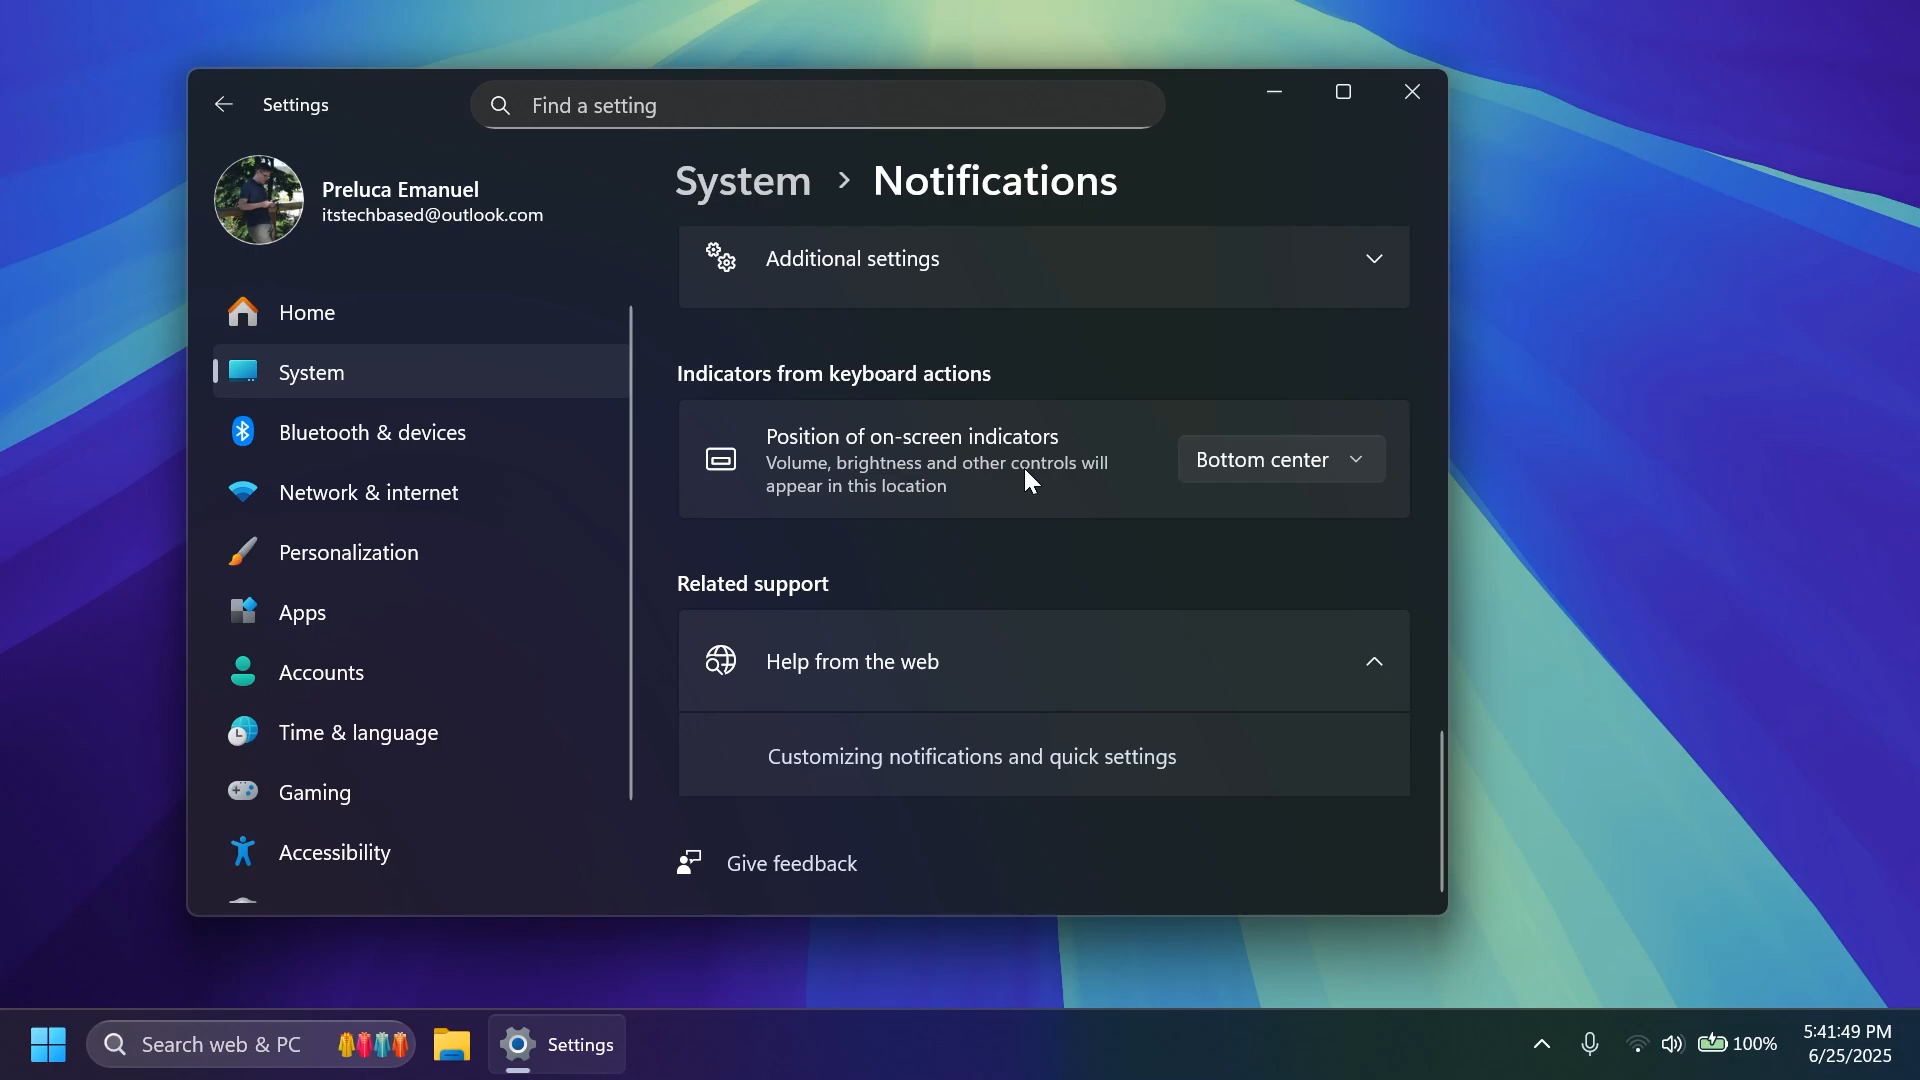 Settings
Find a setting
Preluca Emanuel
itstechbased@outlook.com
Home
System
Bluetooth & devices
Network & internet
Personalization
Apps
Accounts
Time & language
Gaming
Accessibility
System > Notifications
Additional settings
Indicators from keyboard actions
Position of on-screen indicators
Volume, brightness and other controls will
appear in this location
Bottom center
Related support
Help from the web
Customizing notifications and quick settings
Give feedback
Search web & PC
Settings
100%
5:41:49 PM
6/25/2025